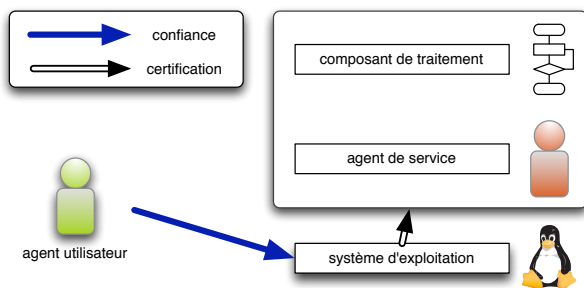 confiance
certification
composant de traitement
agent de service
agent utilisateur
système d'exploitation